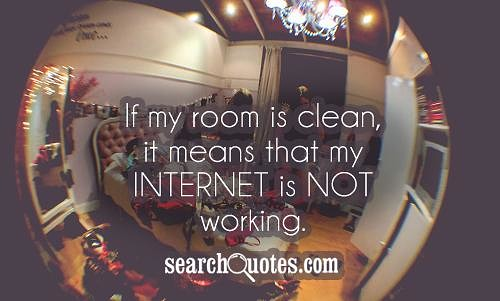 If my room is clean,
it means that my
INTERNET is NOT
working.
searchQuotes.com